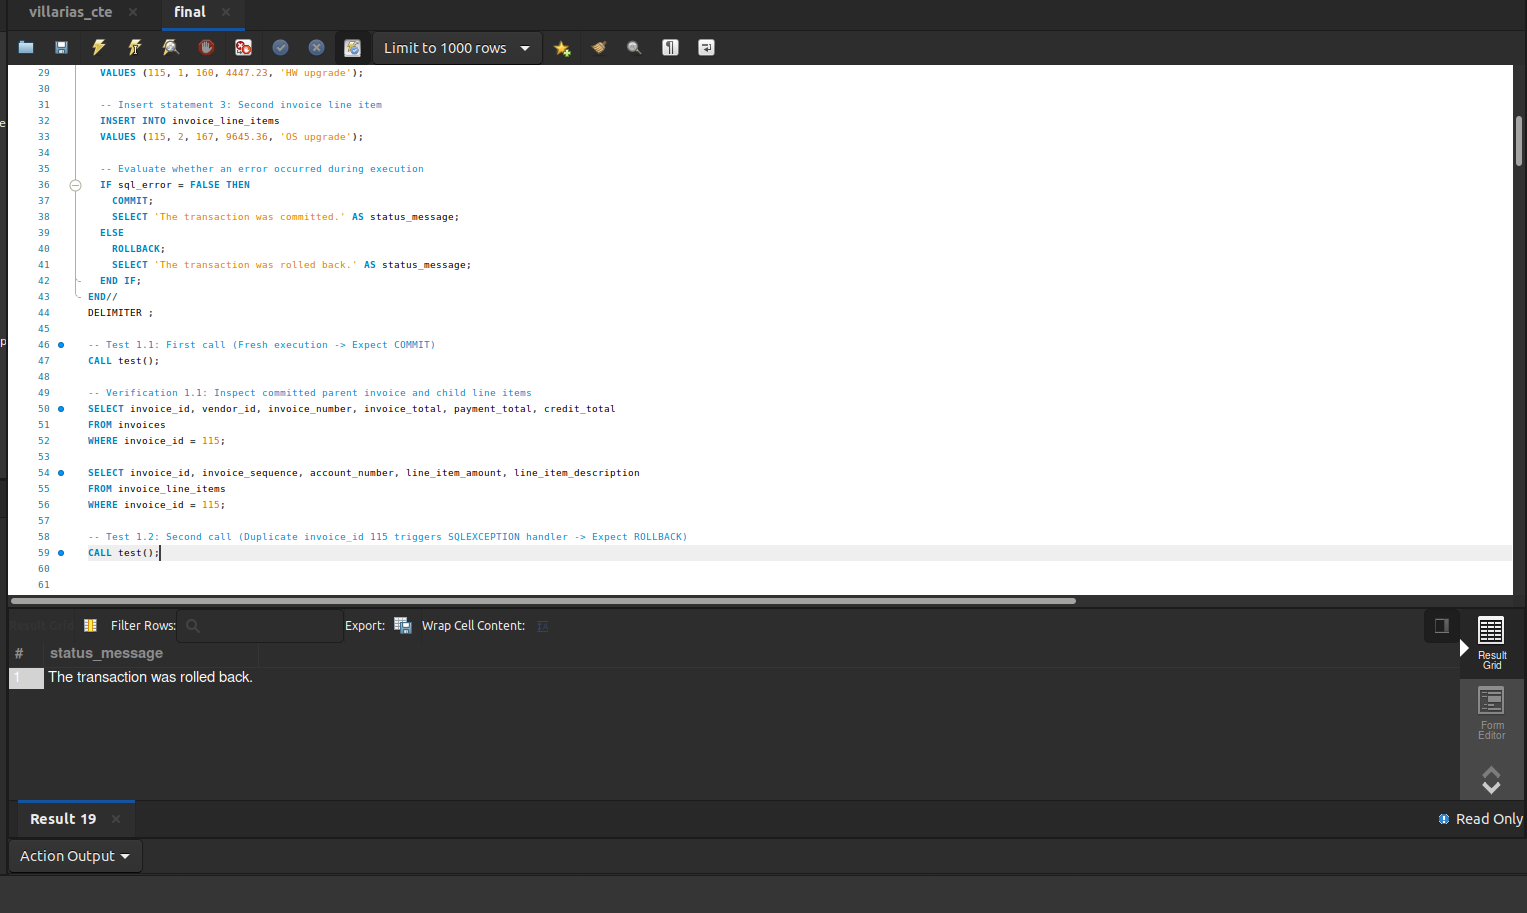 villarias_cte
final
Limit to 1000 rows
29 VALUES (115, 1, 160, 4447.23, 'HW upgrade');
30
31 -- Insert statement 3: Second invoice line item
32 INSERT INTO invoice_line_items
33 VALUES (115, 2, 167, 9645.36, 'OS upgrade');
34
35 -- Evaluate whether an error occurred during execution
36 IF sql_error = FALSE THEN
37 COMMIT;
38 SELECT 'The transaction was committed.' AS status_message;
39 ELSE
40 ROLLBACK;
41 SELECT 'The transaction was rolled back.' AS status_message;
42 END IF;
43 END//
44 DELIMITER ;
45
46 -- Test 1.1: First call (Fresh execution -> Expect COMMIT)
47 CALL test();
48
49 -- Verification 1.1: Inspect committed parent invoice and child line items
50 SELECT invoice_id, vendor_id, invoice_number, invoice_total, payment_total, credit_total
51 FROM invoices
52 WHERE invoice_id = 115;
53
54 SELECT invoice_id, invoice_sequence, account_number, line_item_amount, line_item_description
55 FROM invoice_line_items
56 WHERE invoice_id = 115;
57
58 -- Test 1.2: Second call (Duplicate invoice_id 115 triggers SQLEXCEPTION handler -> Expect ROLLBACK)
59 CALL test();
60
61
Result Grid Filter Rows: Export: Wrap Cell Content:
# status_message
1 The transaction was rolled back.
Result
Grid
Form
Editor
Result 19
Read Only
Action Output